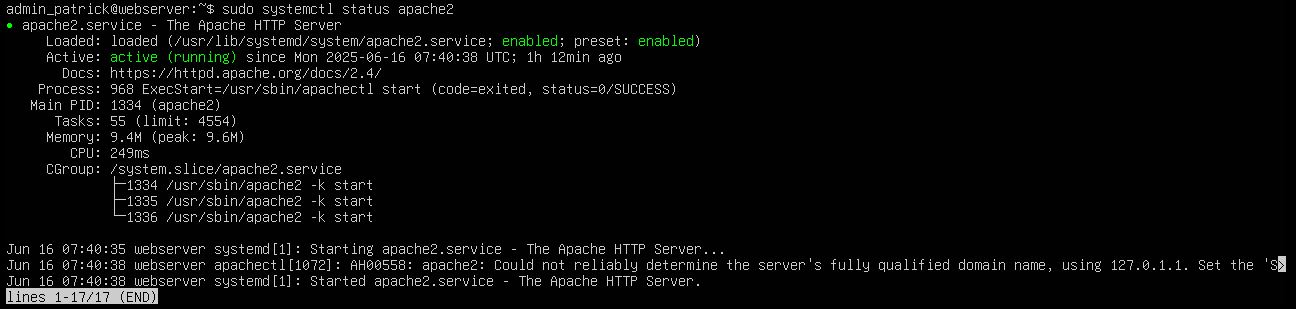 admin_patrick@webserver:~$ sudo systemctl status apache2
● apache2.service - The Apache HTTP Server
     Loaded: loaded (/usr/lib/systemd/system/apache2.service; enabled; preset: enabled)
     Active: active (running) since Mon 2025-06-16 07:40:38 UTC; 1h 12min ago
       Docs: https://httpd.apache.org/docs/2.4/
    Process: 968 ExecStart=/usr/sbin/apachectl start (code=exited, status=0/SUCCESS)
   Main PID: 1334 (apache2)
      Tasks: 55 (limit: 4554)
     Memory: 9.4M (peak: 9.6M)
        CPU: 249ms
     CGroup: /system.slice/apache2.service
             ├─1334 /usr/sbin/apache2 -k start
             ├─1335 /usr/sbin/apache2 -k start
             └─1336 /usr/sbin/apache2 -k start

Jun 16 07:40:35 webserver systemd[1]: Starting apache2.service - The Apache HTTP Server...
Jun 16 07:40:38 webserver apachectl[1072]: AH00558: apache2: Could not reliably determine the server's fully qualified domain name, using 127.0.1.1. Set the 'S>
Jun 16 07:40:38 webserver systemd[1]: Started apache2.service - The Apache HTTP Server.
lines 1-17/17 (END)